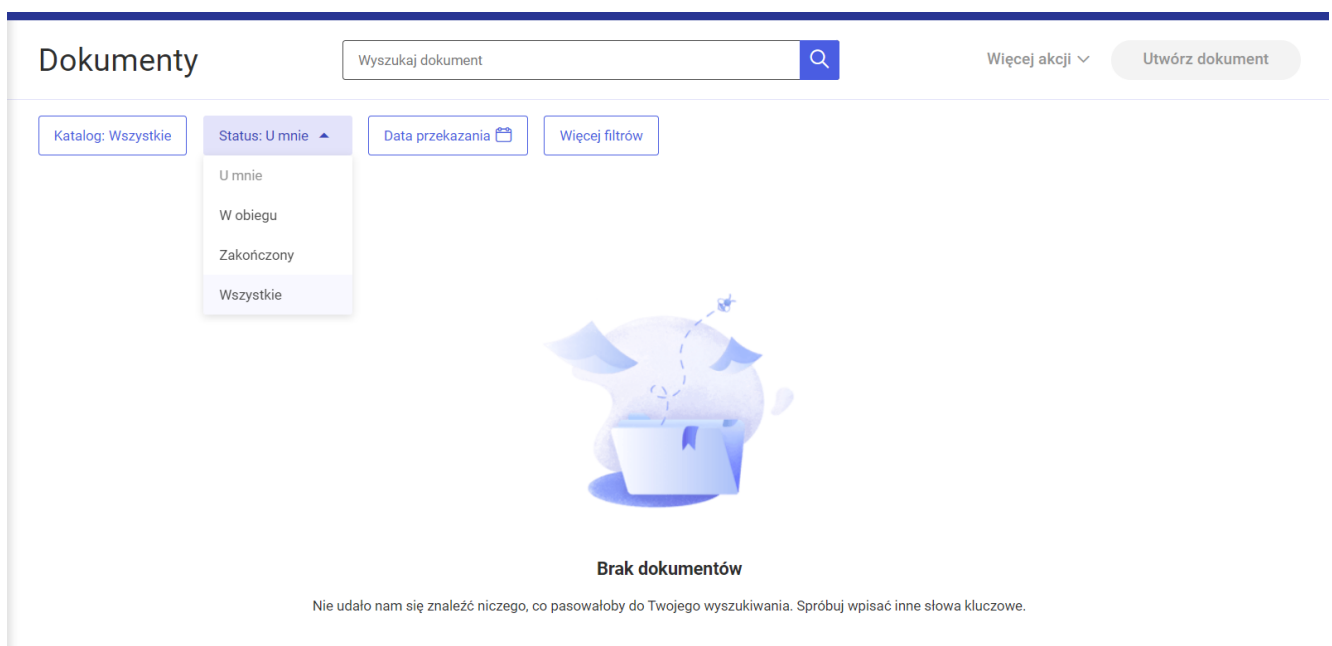 Dokumenty
Wyszukaj dokument
Więcej akcji
Utwórz dokument
Katalog: Wszystkie
Status: U mnie
Data przekazania
Więcej filtrów
U mnie
W obiegu
Zakończony
Wszystkie
Brak dokumentów
Nie udało nam się znaleźć niczego, co pasowałoby do Twojego wyszukiwania. Spróbuj wpisać inne słowa kluczowe.